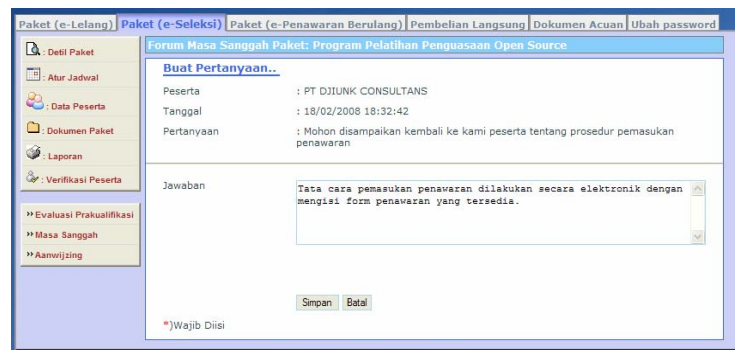 Paket (e-Lelang) Paket (e-Seleksi) Paket (e-Penawaran Berulang) Pembelian Langsung Dokumen Acuan Ubah password
: Detil Paket
: Atur Jadwal
: Data Peserta
: Dokumen Paket
: Laporan
: Verifikasi Peserta
»Evaluasi Prakualifikasi
»Masa Sanggah
»Aanwijzing
Forum Masa Sanggah Paket: Program Pelatihan Penguasaan Open Source
Buat Pertanyaan..
Peserta : PT DJIUNK CONSULTANS
Tanggal : 18/02/2008 18:32:42
Pertanyaan : Mohon disampaikan kembali ke kami peserta tentang prosedur pemasukan
penawaran
Jawaban Tata cara pemasukan penawaran dilakukan secara elektronik dengan
mengisi form penawaran yang tersedia.
Simpan Batal
*)Wajib Diisi